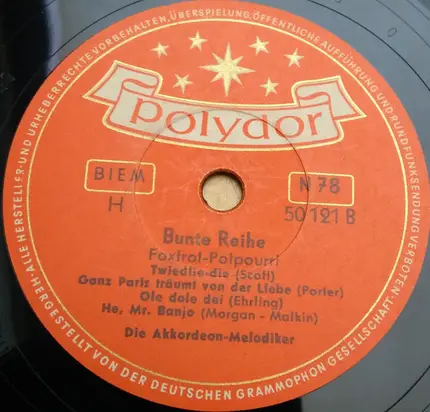 ·ALLE HERSTELLER- UND URHEBERRECHTE VORBEHALTEN, ÜBERSPIELUNG, ÖFFENTLICHE AUFFÜHRUNG UND RUNDFUNKSENDUNG VERBOTEN·
polydor
BIEM
N 78
H
50 121 B
Bunte Reihe
Foxtrot-Potpourri
Twiedlie-die (Scott)
Ganz Paris träumt von der Liebe (Porter)
Ole dole dei (Ehrling)
He, Mr. Banjo (Morgan - Malkin)
Die Akkordeon-Melodiker
HERGESTELLT VON DER DEUTSCHEN GRAMMOPHON GESELLSCHAFT·